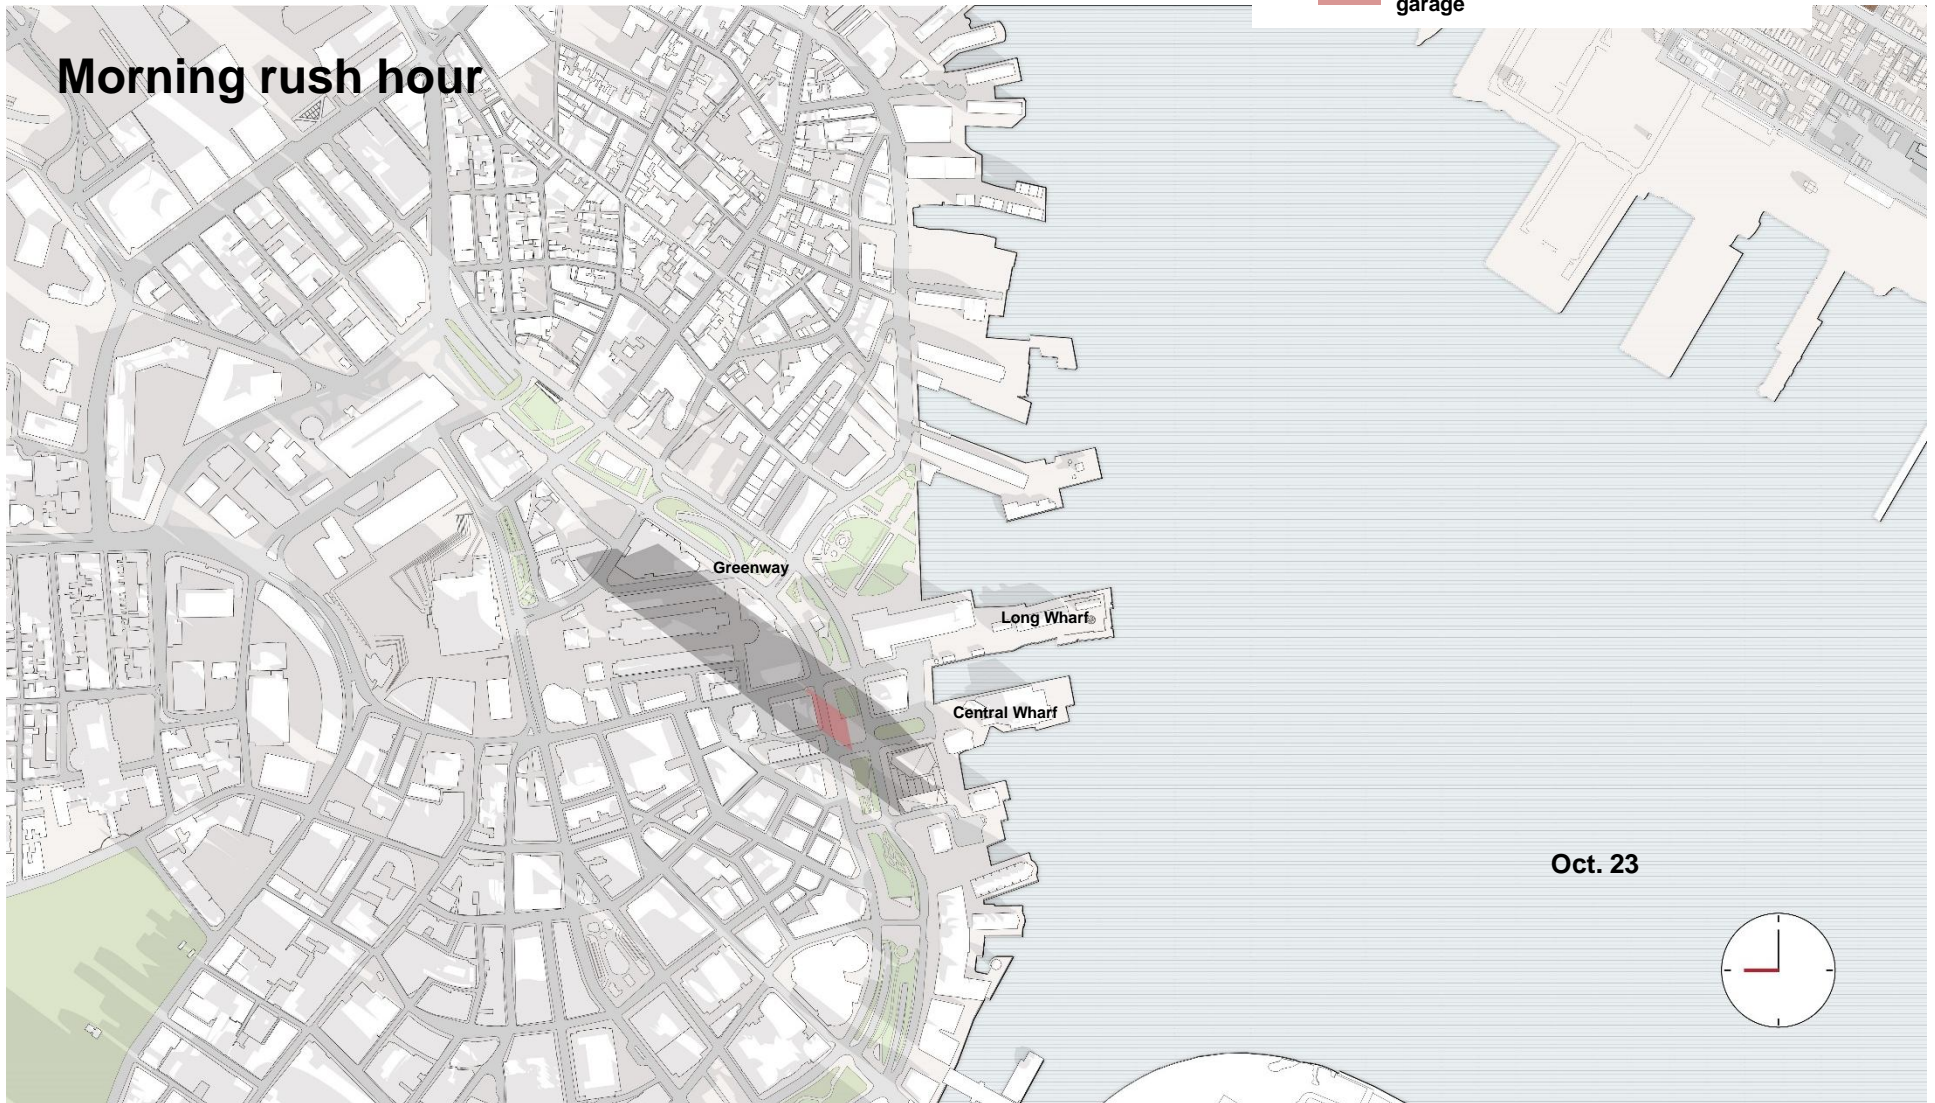 garage
Morning rush hour
Greenway
Long Wharf
Central Wharf
Oct. 23